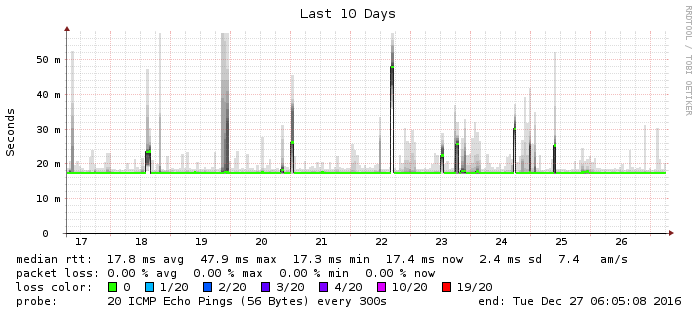 Last 10 Days
RRDTOOL / TOBI OETIKER
Seconds
50 m
40 m
30 m
20 m
10 m
0
17 18 19 20 21 22 23 24 25 26
median rtt: 17.8 ms avg 47.9 ms max 17.3 ms min 17.4 ms now 2.4 ms sd 7.4 am/s
packet loss: 0.00 % avg 0.00 % max 0.00 % min 0.00 % now
loss color: 0 1/20 2/20 3/20 4/20 10/20 19/20
probe: 20 ICMP Echo Pings (56 Bytes) every 300s end: Tue Dec 27 06:05:08 2016